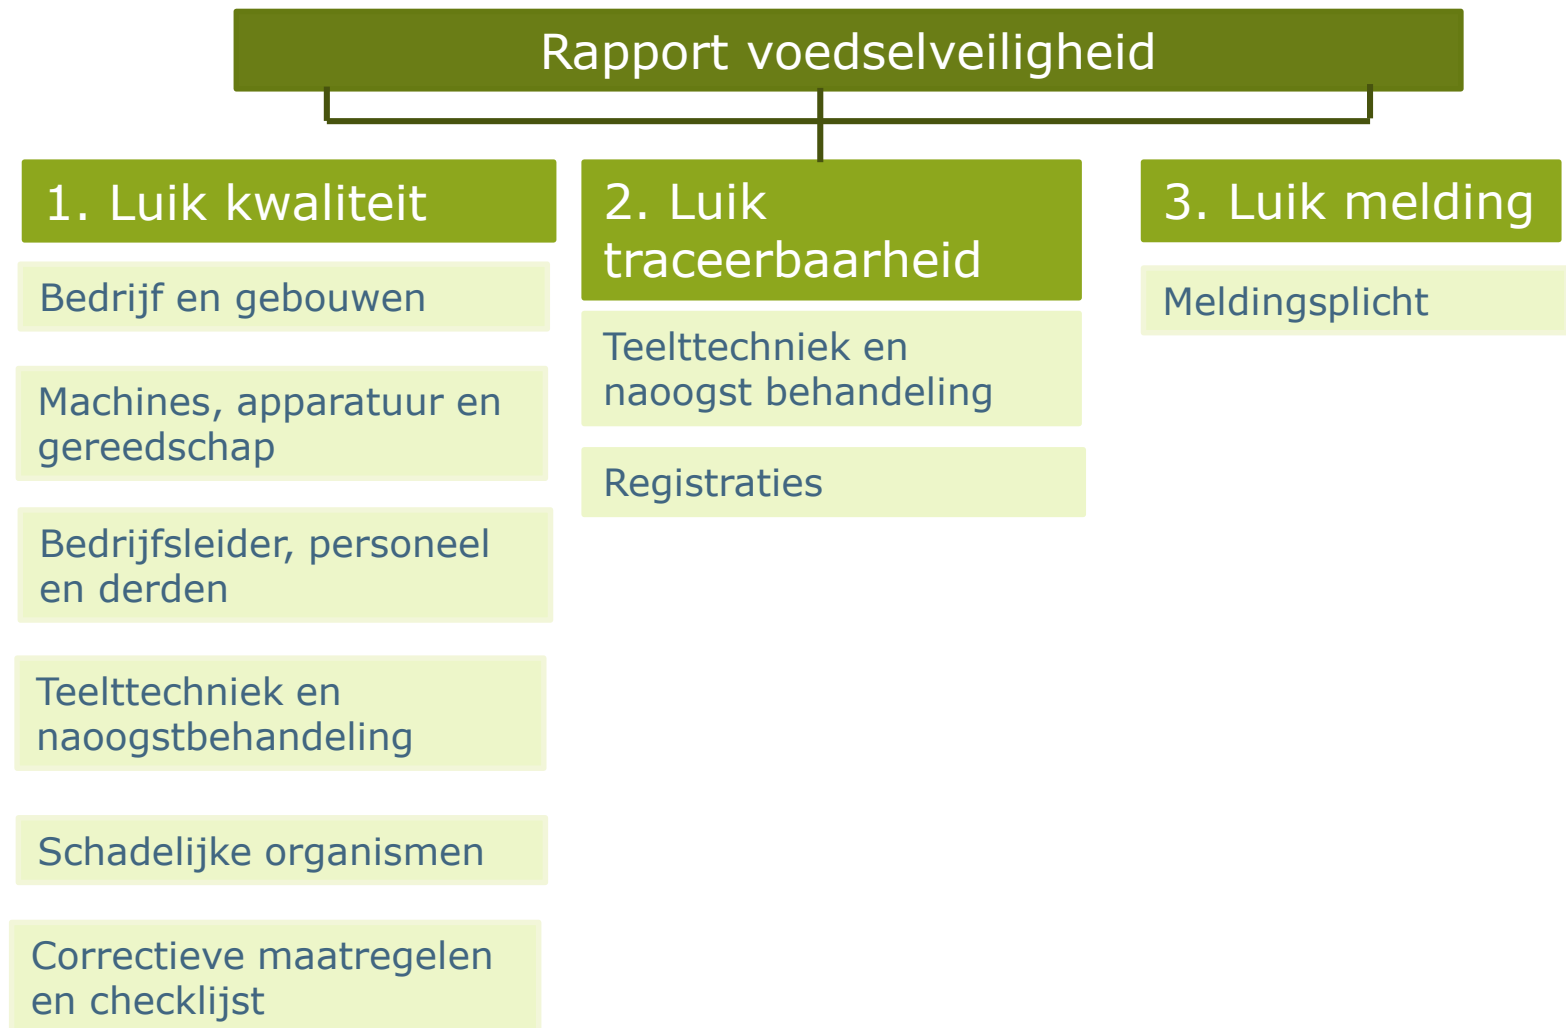 Rapport voedselveiligheid
1. Luik kwaliteit
Bedrijf en gebouwen
Machines, apparatuur en
gereedschap
Bedrijfsleider, personeel
en derden
Teelttechniek en
naoogstbehandeling
Schadelijke organismen
Correctieve maatregelen
en checklijst
2. Luik
traceerbaarheid
Teelttechniek en
naoogst behandeling
Registraties
3. Luik melding
Meldingsplicht